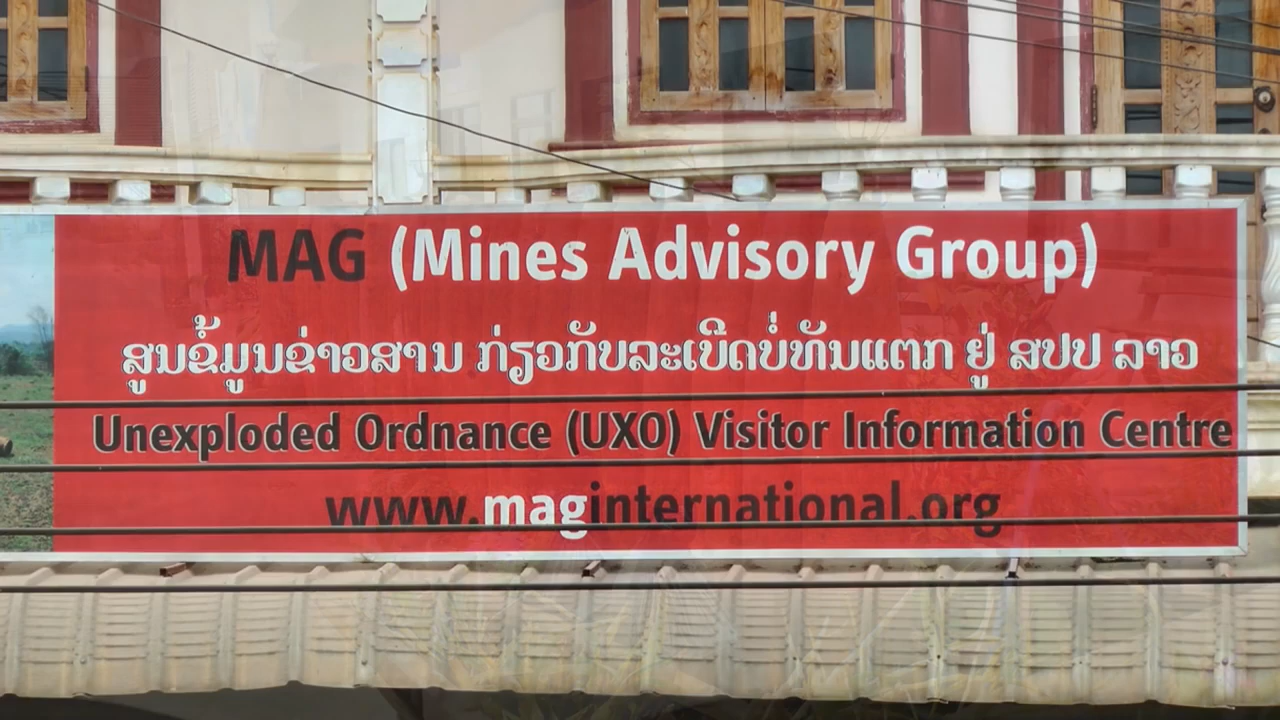 MAG (Mines Advisory Group)
ສູນຂໍ້ມູນຂ່າວສານ ກ່ຽວກັບລະເບີດບໍ່ທັນແຕກ ຢູ່ ສປປ ລາວ
Unexploded Ordnance (UXO) Visitor Information Centre
www.maginternational.org